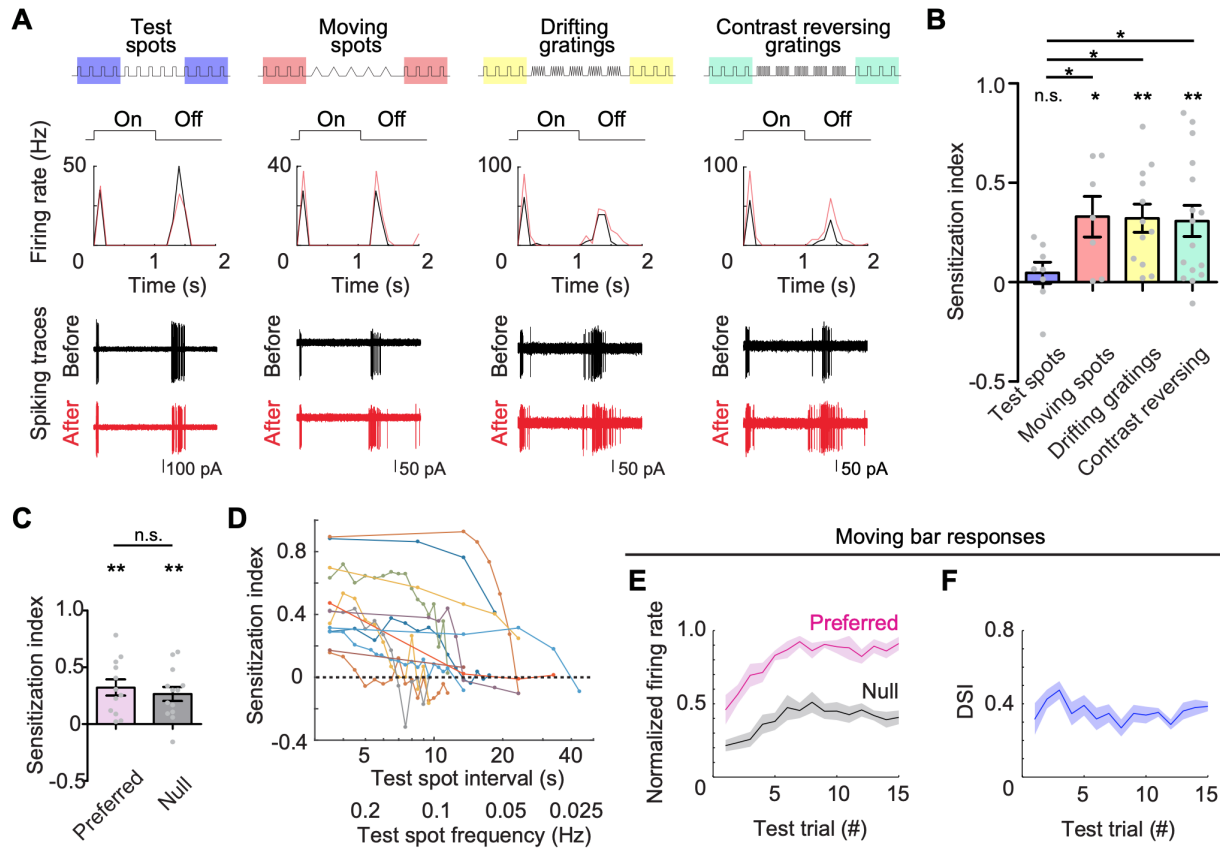 A
Test
spots
Moving
spots
Drifting
gratings
Contrast reversing
gratings
On Off
On Off
On Off
On Off
Firing rate (Hz)
50
0
0 1 2
Time (s)
40
0
0 1 2
Time (s)
100
0
0 1 2
Time (s)
100
0
0 1 2
Time (s)
Spiking traces
Before
After
100 pA
Before
After
50 pA
Before
After
50 pA
Before
After
50 pA
B
*
*
*
n.s. * ** **
Sensitization index
1.0
0.5
0
-0.5
Test spots
Moving spots
Drifting gratings
Contrast reversing
C
n.s.
** **
Sensitization index
1.0
0.5
0
-0.5
Preferred
Null
D
Sensitization index
0.8
0.4
0
-0.4
5 10 20 40
Test spot interval (s)
0.2 0.1 0.05 0.025
Test spot frequency (Hz)
Moving bar responses
E
Normalized firing rate
1.0
0.5
0
Preferred
Null
5 10 15
Test trial (#)
F
DSI
0.8
0.4
0
5 10 15
Test trial (#)